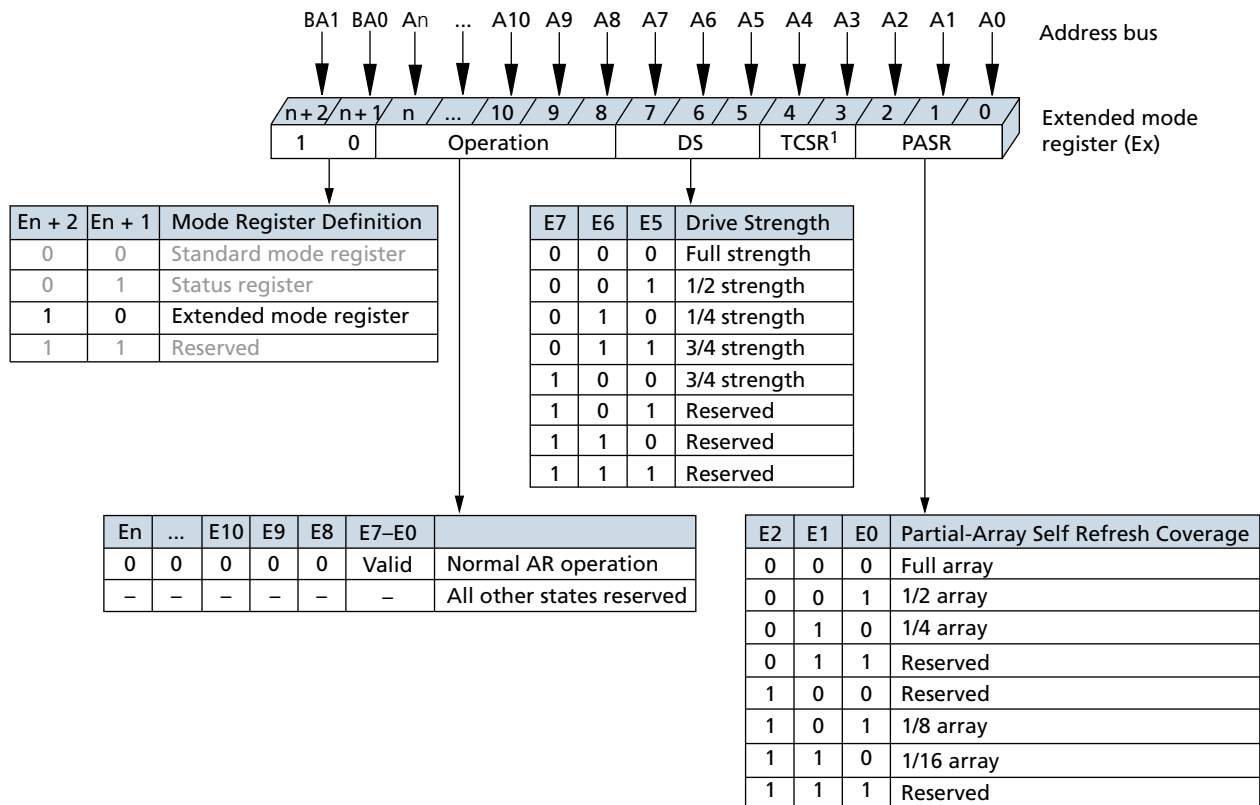 BA1 BA0 An ... A10 A9 A8 A7 A6 A5 A4 A3 A2 A1 A0 Address bus
n + 2 n + 1 n ... 10 9 8 7 6 5 4 3 2 1 0 Extended mode register (Ex)
1 0 Operation DS TCSR1 PASR
En + 2 En + 1 Mode Register Definition
0 0 Standard mode register
0 1 Status register
1 0 Extended mode register
1 1 Reserved
E7 E6 E5 Drive Strength
0 0 0 Full strength
0 0 1 1/2 strength
0 1 0 1/4 strength
0 1 1 3/4 strength
1 0 0 3/4 strength
1 0 1 Reserved
1 1 0 Reserved
1 1 1 Reserved
En ... E10 E9 E8 E7–E0
0 0 0 0 0 Valid Normal AR operation
– – – – – – All other states reserved
E2 E1 E0 Partial-Array Self Refresh Coverage
0 0 0 Full array
0 0 1 1/2 array
0 1 0 1/4 array
0 1 1 Reserved
1 0 0 Reserved
1 0 1 1/8 array
1 1 0 1/16 array
1 1 1 Reserved